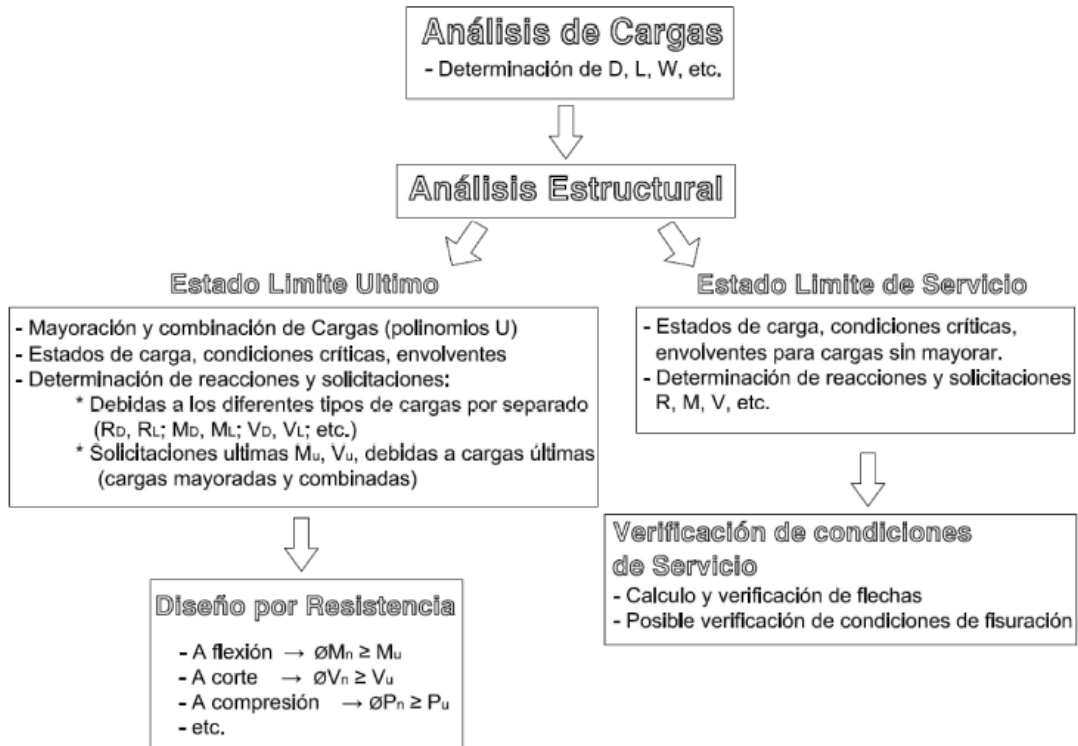 Análisis de Cargas
- Determinación de D, L, W, etc.
Análisis Estructural
Estado Limite Ultimo
- Mayoración y combinación de Cargas (polinomios U)
- Estados de carga, condiciones críticas, envolventes
- Determinación de reacciones y solicitaciones:
* Debidas a los diferentes tipos de cargas por separado
(RD, RL; MD, ML; VD, VL; etc.)
* Solicitaciones ultimas Mu, Vu, debidas a cargas últimas
(cargas mayoradas y combinadas)
Diseño por Resistencia
- A flexión → ØMn ≥ Mu
- A corte → ØVn ≥ Vu
- A compresión → ØPn ≥ Pu
- etc.
Estado Limite de Servicio
- Estados de carga, condiciones críticas,
envolventes para cargas sin mayorar.
- Determinación de reacciones y solicitaciones
R, M, V, etc.
Verificación de condiciones
de Servicio
- Calculo y verificación de flechas
- Posible verificación de condiciones de fisuración